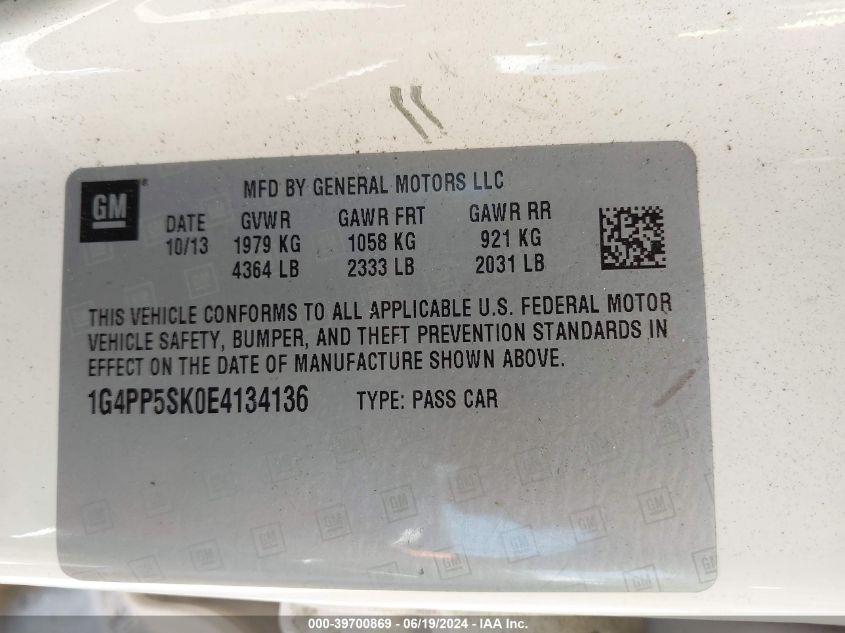 GM
MFD BY GENERAL MOTORS LLC
DATE GVWR GAWR FRT GAWR RR
10/13 1979 KG 1058 KG 921 KG
4364 LB 2333 LB 2031 LB
THIS VEHICLE CONFORMS TO ALL APPLICABLE U.S. FEDERAL MOTOR
VEHICLE SAFETY, BUMPER, AND THEFT PREVENTION STANDARDS IN
EFFECT ON THE DATE OF MANUFACTURE SHOWN ABOVE.
1G4PP5SK0E4134136 TYPE: PASS CAR
000-39700869 - 06/19/2024 - IAA Inc.